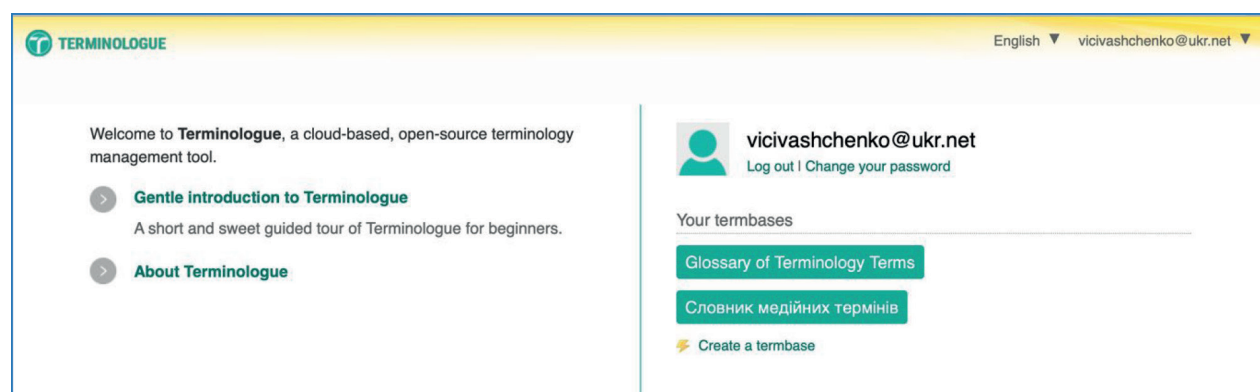 TERMINOLOGUE
English ▼ vicivashchenko@ukr.net ▼
Welcome to Terminologue, a cloud-based, open-source terminology
management tool.
Gentle introduction to Terminologue
A short and sweet guided tour of Terminologue for beginners.
About Terminologue
vicivashchenko@ukr.net
Log out | Change your password
Your termbases
Glossary of Terminology Terms
Словник медійних термінів
Create a termbase